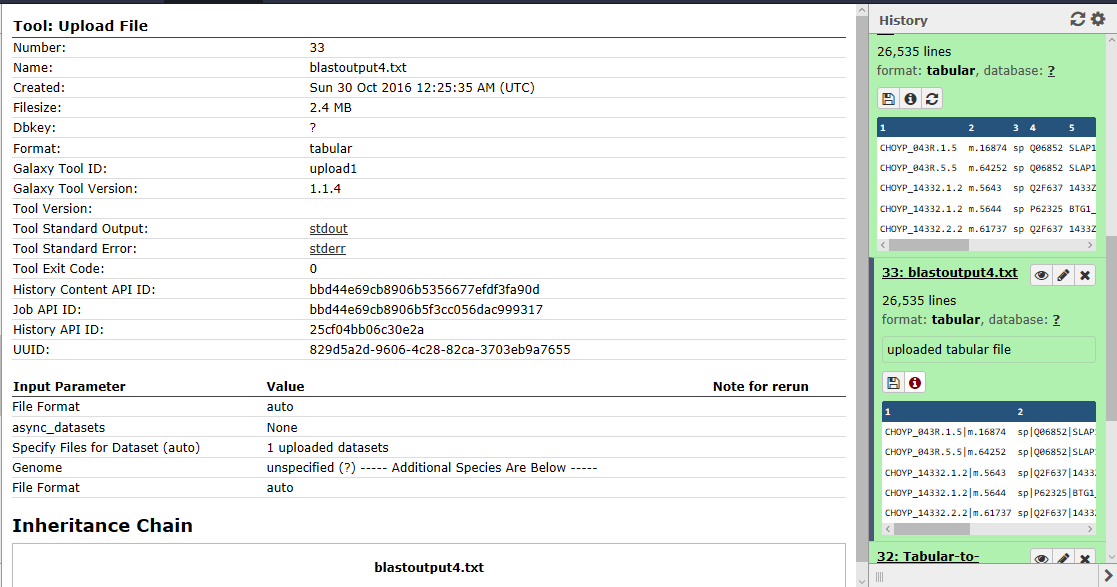 Tool: Upload File
Number: 33
Name: blastoutput4.txt
Created: Sun 30 Oct 2016 12:25:35 AM (UTC)
Filesize: 2.4 MB
Dbkey: ?
Format: tabular
Galaxy Tool ID: upload1
Galaxy Tool Version: 1.1.4
Tool Version:
Tool Standard Output: stdout
Tool Standard Error: stderr
Tool Exit Code: 0
History Content API ID: bbd44e69cb8906b5356677efdf3fa90d
Job API ID: bbd44e69cb8906b5f3cc056dac999317
History API ID: 25cf04bb06c30e2a
UUID: 829d5a2d-9606-4c28-82ca-3703eb9a7655
Input Parameter Value Note for rerun
File Format auto
async_datasets None
Specify Files for Dataset (auto) 1 uploaded datasets
Genome unspecified (?) ----- Additional Species Are Below -----
File Format auto
Inheritance Chain
blastoutput4.txt
History
26,535 lines
format: tabular, database: ?
1 2 3 4 5
CHOYP_043R.1.5 m.16874 sp Q06852 SLAP1
CHOYP_043R.5.5 m.64252 sp Q06852 SLAP1
CHOYP_14332.1.2 m.5643 sp Q2F637 1433Z
CHOYP_14332.1.2 m.5644 sp P62325 BTG1_
CHOYP_14332.2.2 m.61737 sp Q2F637 1433Z
33: blastoutput4.txt
26,535 lines
format: tabular, database: ?
uploaded tabular file
1 2
CHOYP_043R.1.5|m.16874 sp|Q06852|SLAP1
CHOYP_043R.5.5|m.64252 sp|Q06852|SLAP1
CHOYP_14332.1.2|m.5643 sp|Q2F637|1433Z
CHOYP_14332.1.2|m.5644 sp|P62325|BTG1_
CHOYP_14332.2.2|m.61737 sp|Q2F637|1433Z
32: Tabular-to-